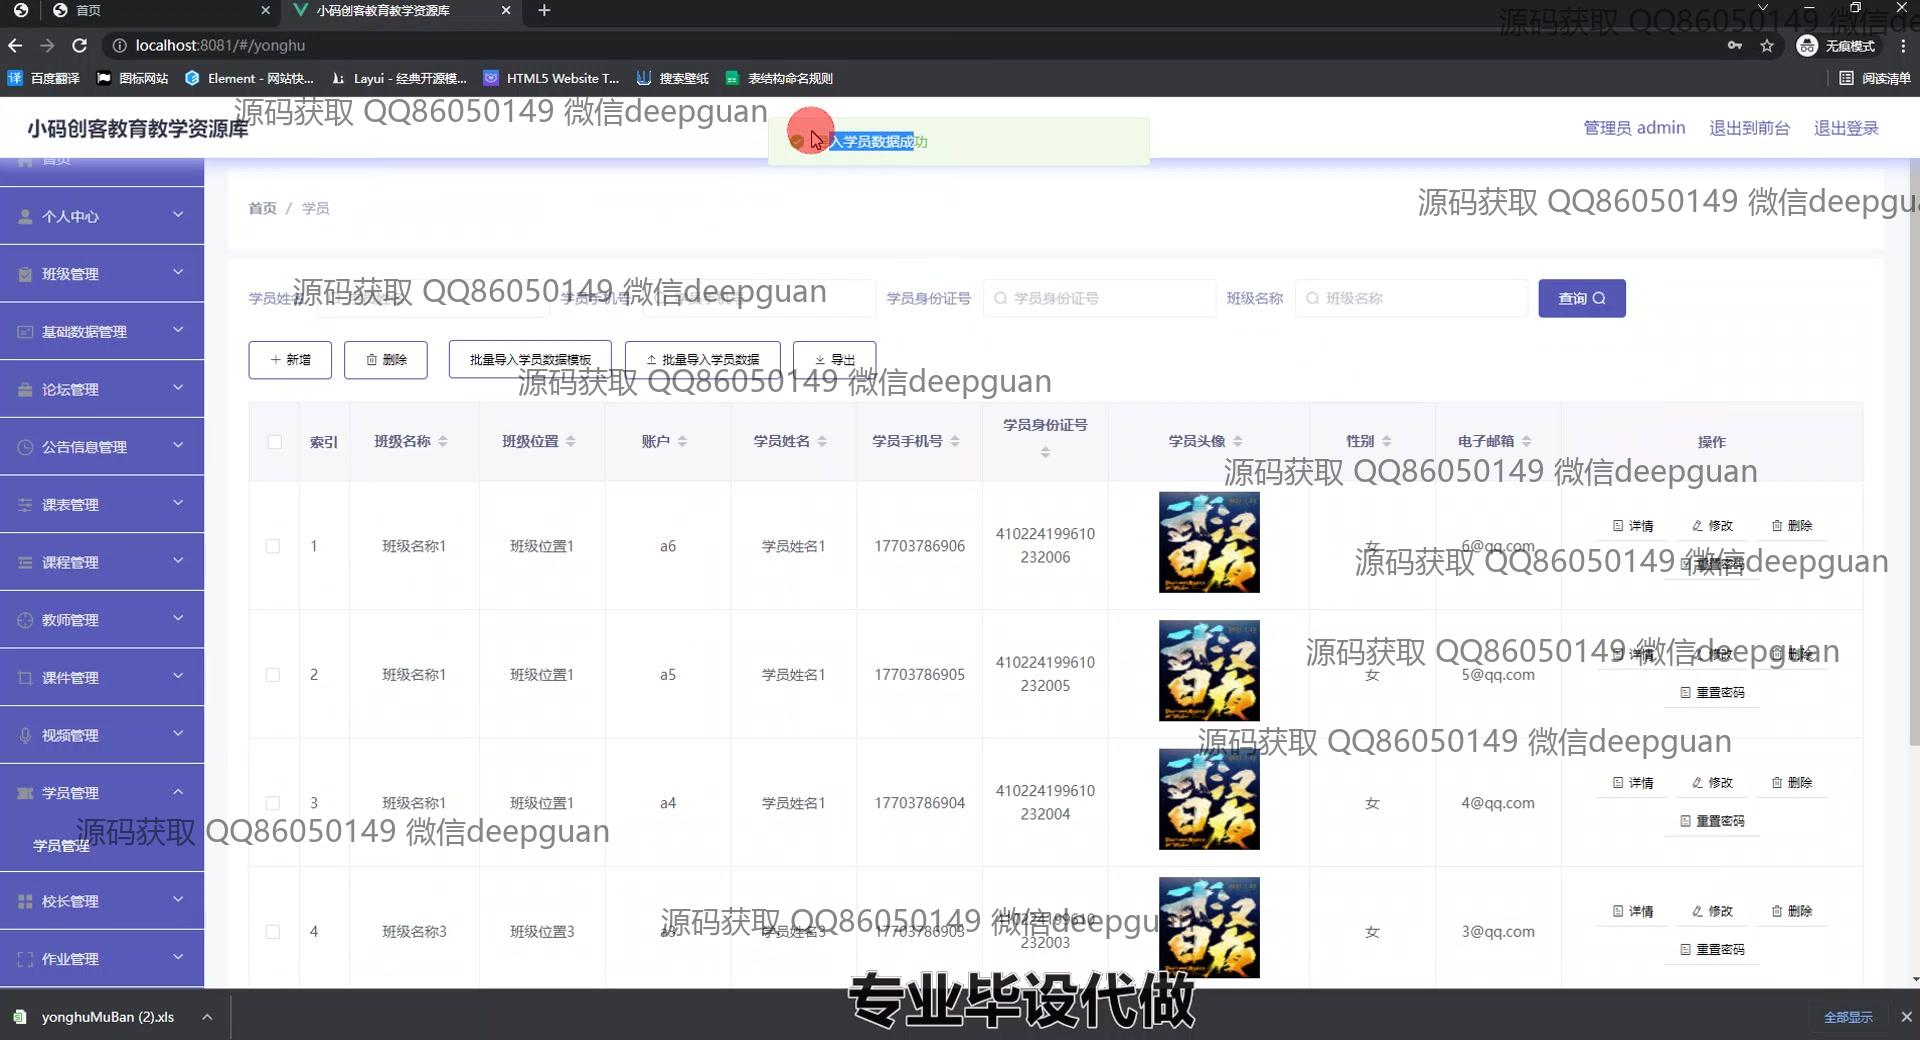 首页
小码创客教育教学资源库
localhost:8081/#/yonghu
无痕模式
百度翻译
图标网站
Element - 网站快...
Layui - 经典开源模...
HTML5 Website T...
搜索壁纸
表结构命名规则
阅读清单
源码获取 QQ86050149 微信de
小码创客教育教学资源库
源码获取 QQ86050149 微信deepguan
入学员数据成功
管理员 admin
退出到前台
退出登录
首页
个人中心
班级管理
基础数据管理
论坛管理
公告信息管理
课表管理
课程管理
教师管理
课件管理
视频管理
学员管理
学员管理
校长管理
作业管理
首页 / 学员
源码获取 QQ86050149 微信deepgua
学员姓名
源码获取 QQ86050149 微信deepguan
学员手机号
学员身份证号
学员身份证号
班级名称
班级名称
查询
新增
删除
批量导入学员数据模板
批量导入学员数据
导出
源码获取 QQ86050149 微信deepguan
索引 班级名称 班级位置 账户 学员姓名 学员手机号 学员身份证号 学员头像 性别 电子邮箱 操作
源码获取 QQ86050149 微信deepguan
1 班级名称1 班级位置1 a6 学员姓名1 17703786906 410224199610
232006 女 6@qq.com 详情 修改 删除
重置密码
源码获取 QQ86050149 微信deepguan
2 班级名称1 班级位置1 a5 学员姓名1 17703786905 410224199610
232005 女 5@qq.com 详情 修改 删除
重置密码
源码获取 QQ86050149 微信deepguan
源码获取 QQ86050149 微信deepguan
3 班级名称1 班级位置1 a4 学员姓名1 17703786904 410224199610
232004 女 4@qq.com 详情 修改 删除
重置密码
源码获取 QQ86050149 微信deepguan
4 班级名称3 班级位置3 a3 学员姓名3 17703786903 410224199610
232003 女 3@qq.com 详情 修改 删除
重置密码
源码获取 QQ86050149 微信deepgu
武汉
日夜
武汉
日夜
武汉
日夜
武汉
日夜
专业毕设代做
yonghuMuBan (2).xls
全部显示